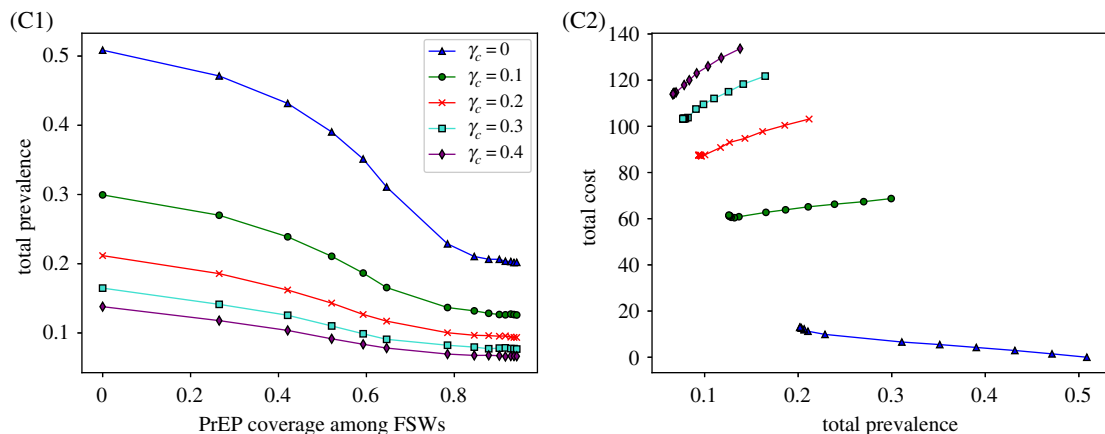 (C1)
0.5
0.4
0.3
0.2
0.1
total prevalence
0
0.2
0.4
0.6
0.8
PrEP coverage among FSWs
γc = 0
γc = 0.1
γc = 0.2
γc = 0.3
γc = 0.4
(C2)
140
120
100
80
60
40
20
0
total cost
0.1
0.2
0.3
0.4
0.5
total prevalence